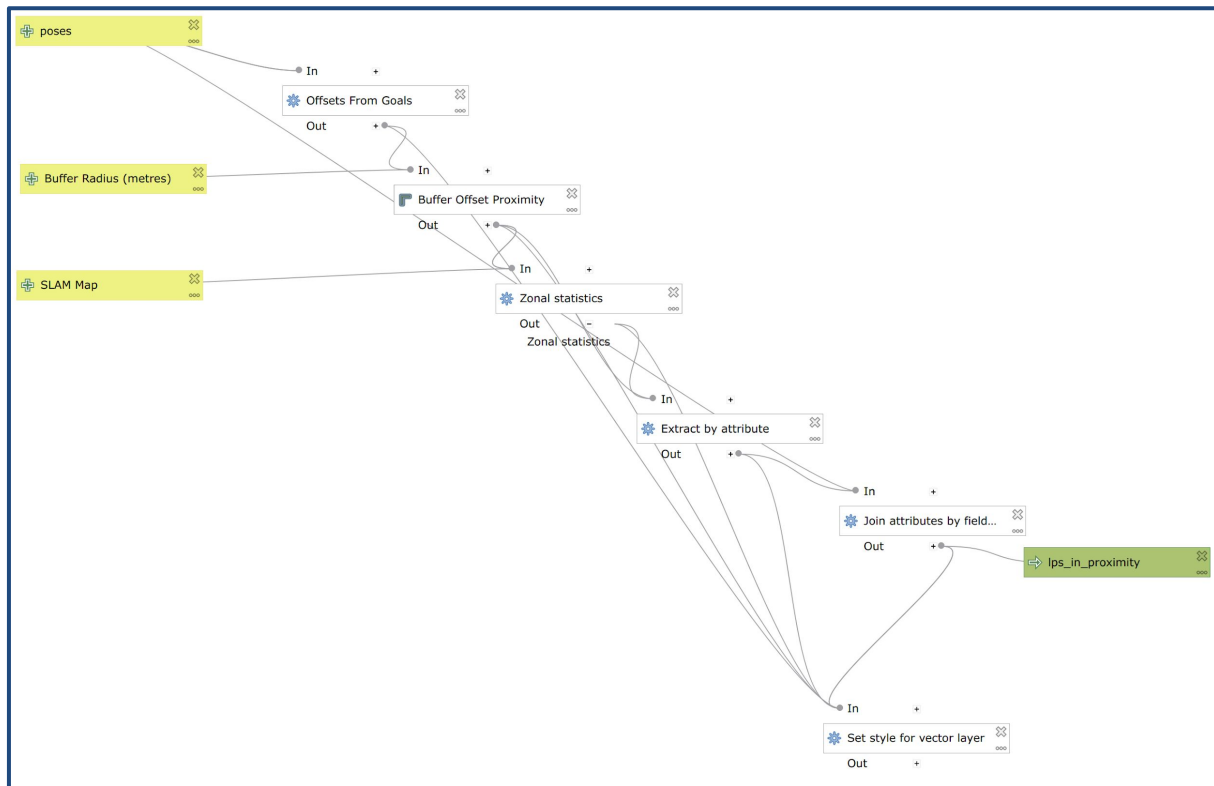 poses
In +
Offsets From Goals
Out +
Buffer Radius (metres)
In +
Buffer Offset Proximity
Out +
SLAM Map
In +
Zonal statistics
Out -
Zonal statistics
In +
Extract by attribute
Out +
In +
Join attributes by field...
Out +
lps_in_proximity
In +
Set style for vector layer
Out +